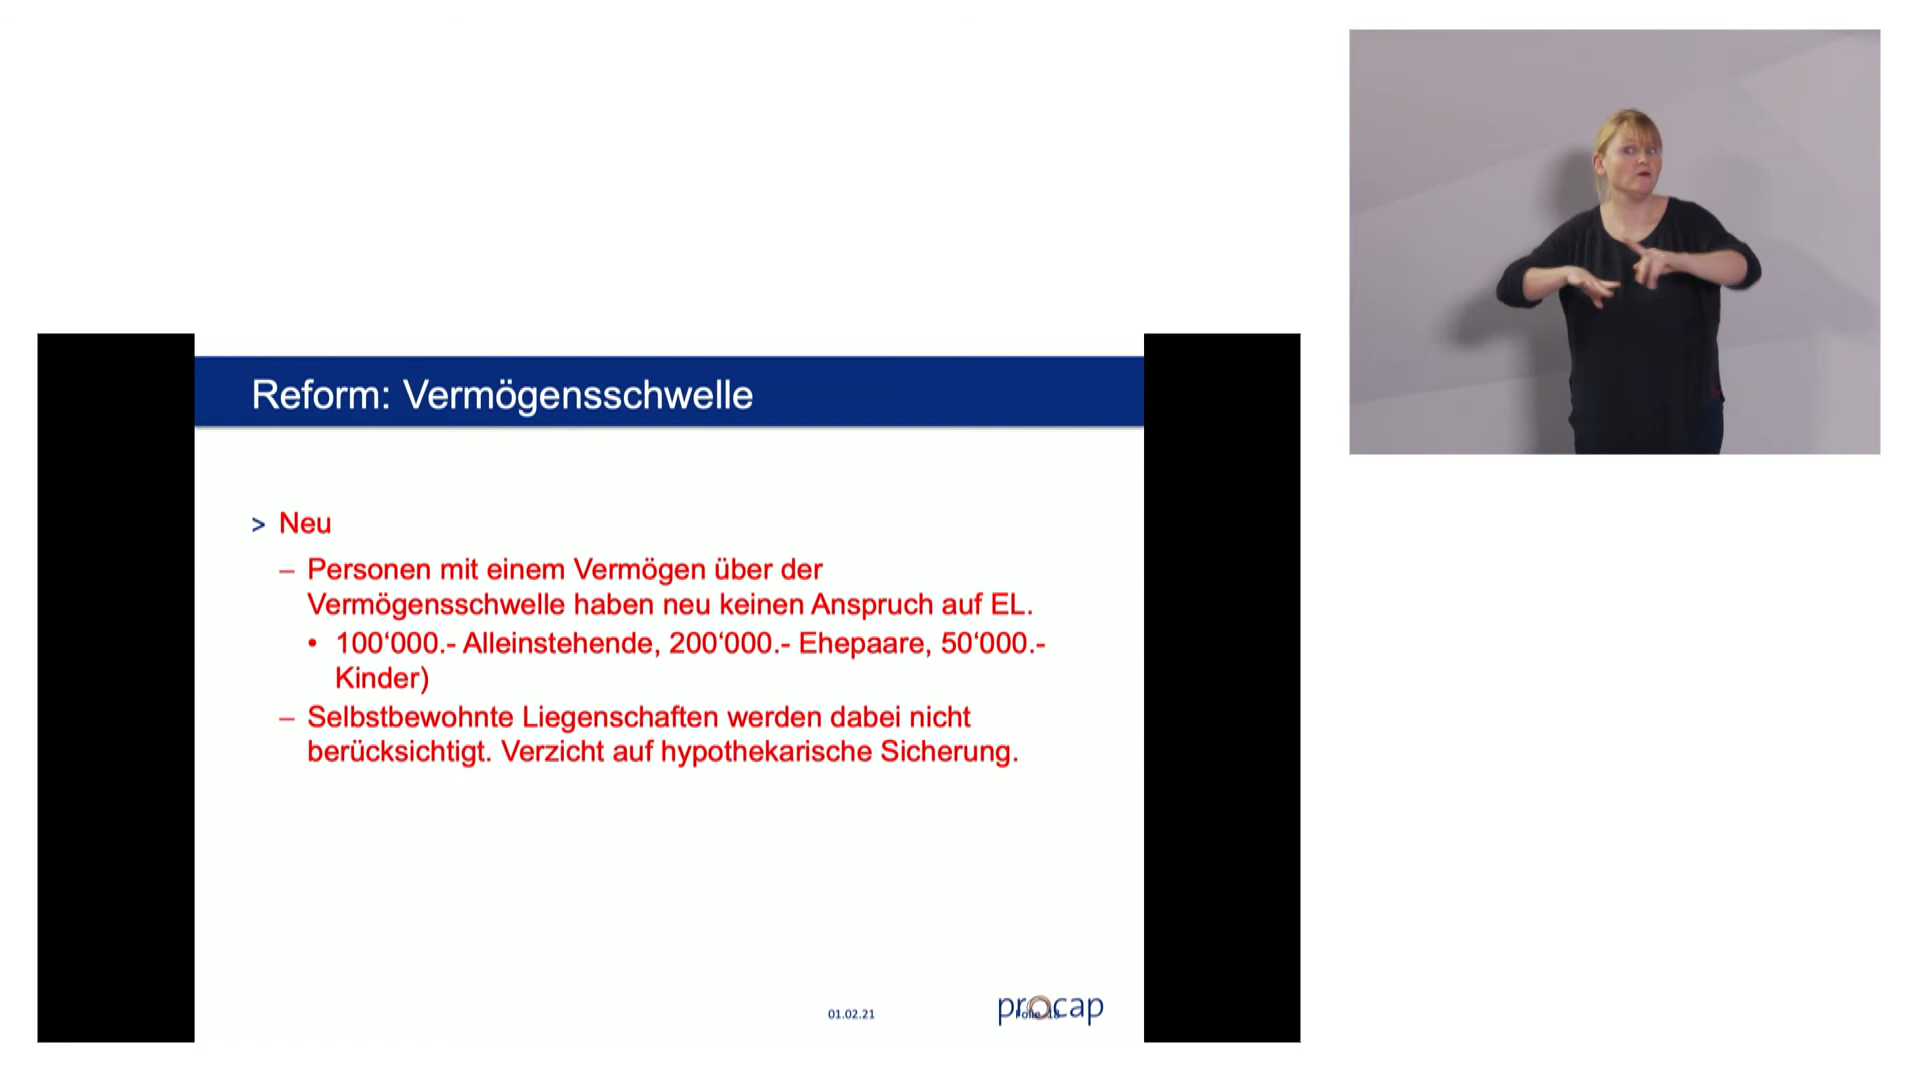 Reform: Vermögensschwelle
> Neu
– Personen mit einem Vermögen über der
Vermögensschwelle haben neu keinen Anspruch auf EL.
• 100‘000.- Alleinstehende, 200‘000.- Ehepaare, 50‘000.-
Kinder)
– Selbstbewohnte Liegenschaften werden dabei nicht
berücksichtigt. Verzicht auf hypothekarische Sicherung.
01.02.21
procap